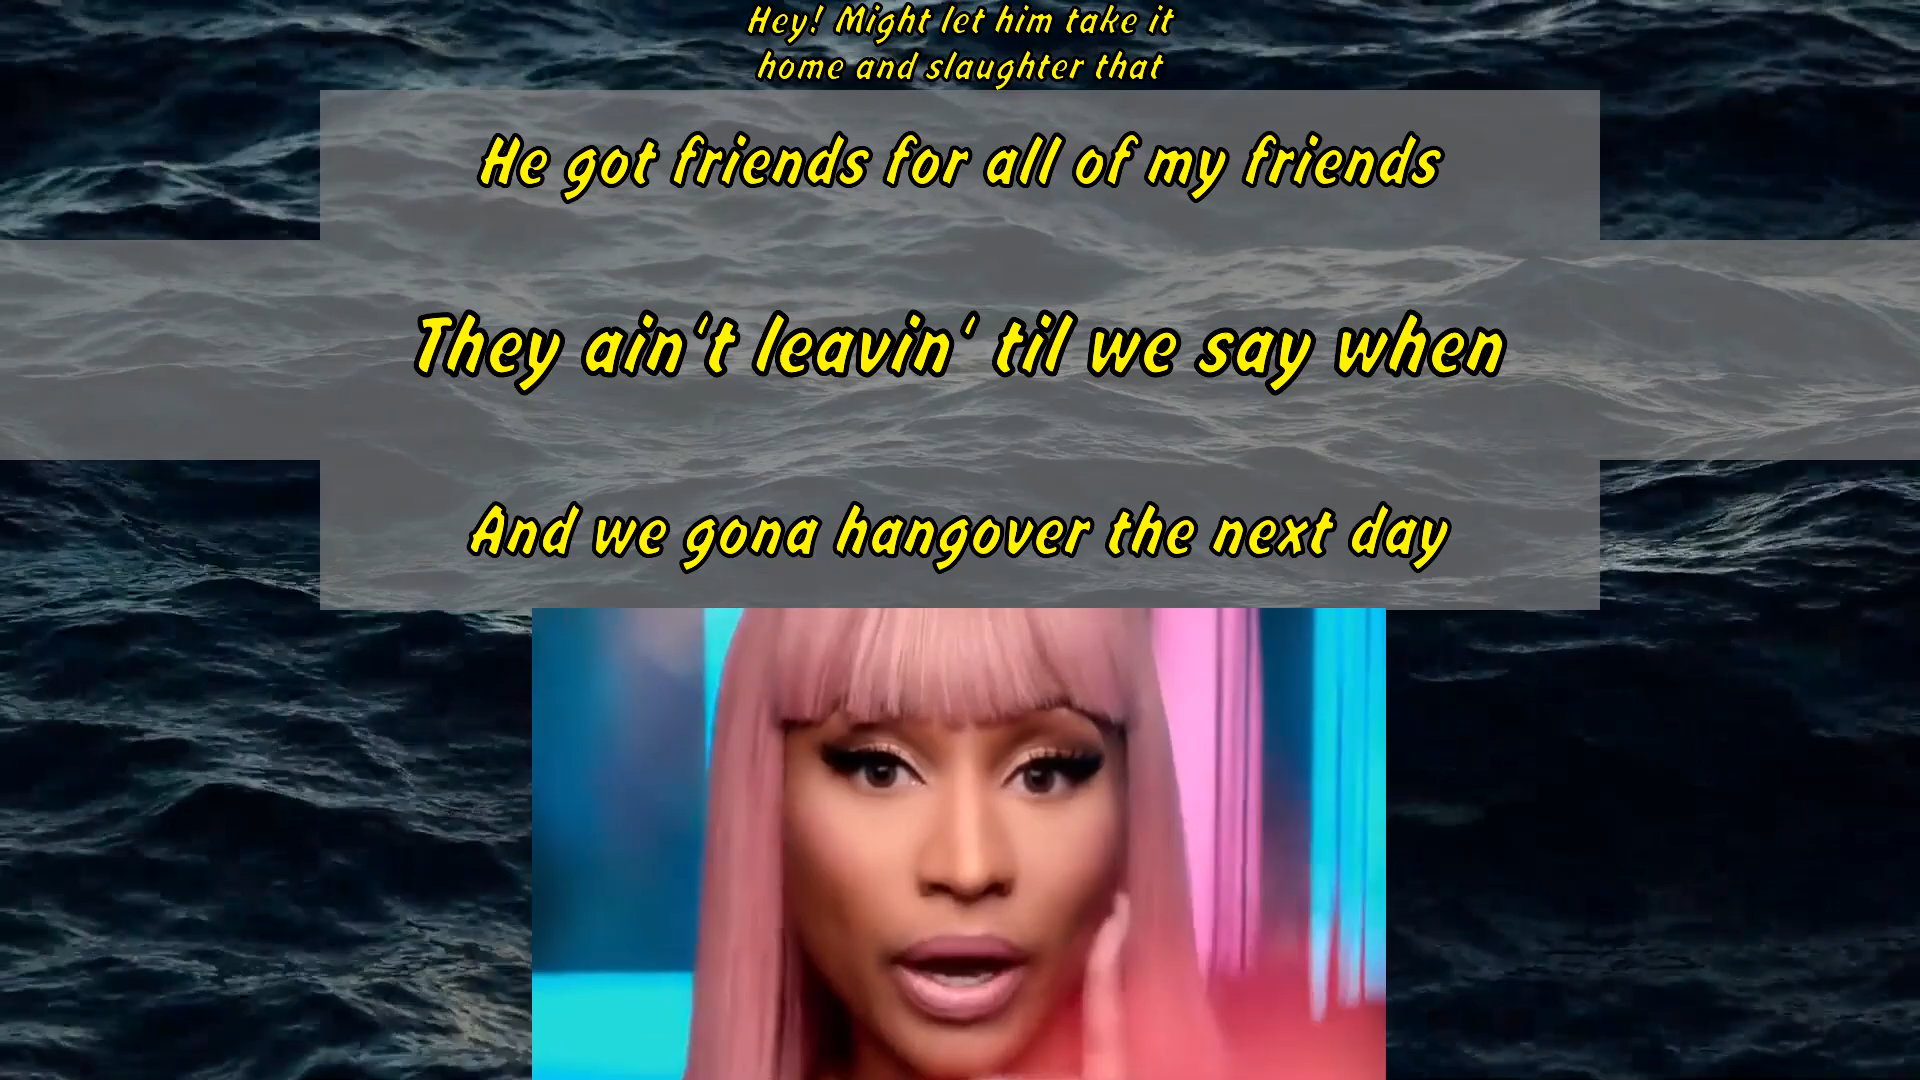 Hey! Might let him take it
home and slaughter that
He got friends for all of my friends
They ain't leavin' til we say when
And we gona hangover the next day